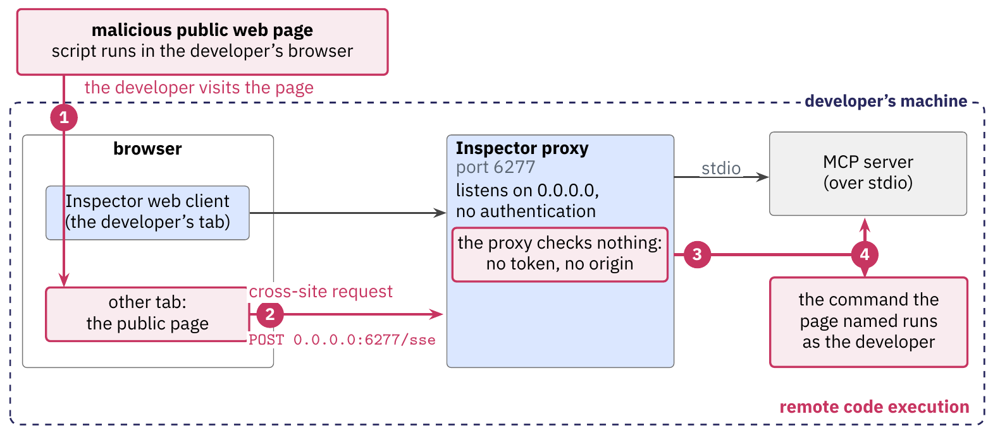 malicious public web page
script runs in the developer’s browser
the developer visits the page
developer’s machine
1
browser
Inspector web client
(the developer’s tab)
other tab:
the public page
cross-site request
2
POST 0.0.0.0:6277/sse
Inspector proxy
port 6277
listens on 0.0.0.0,
no authentication
the proxy checks nothing:
no token, no origin
stdio
MCP server
(over stdio)
3
4
the command the
page named runs
as the developer
remote code execution